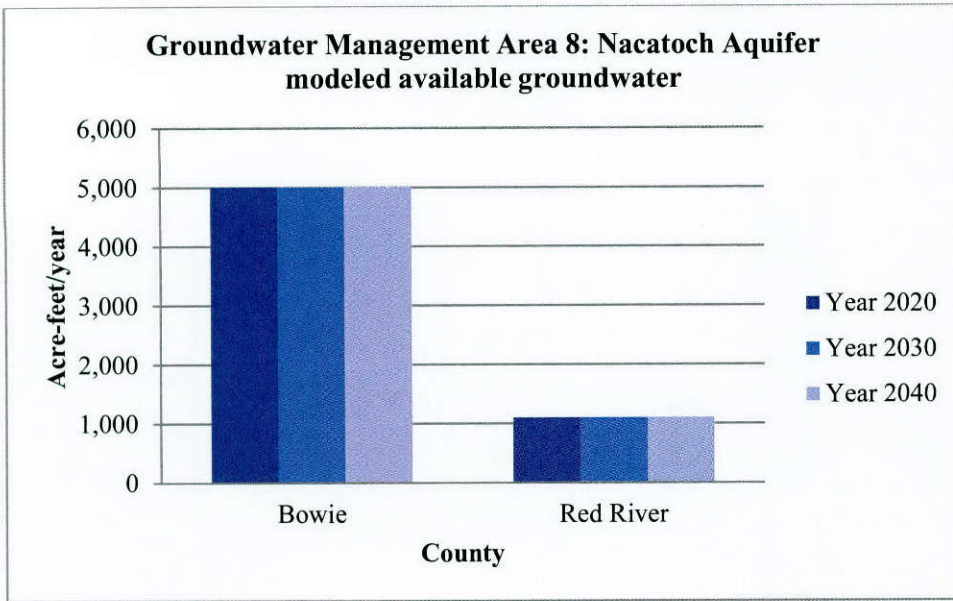 Groundwater Management Area 8: Nacatoch Aquifer
modeled available groundwater
Acre-feet/year
6,000
5,000
4,000
3,000
2,000
1,000
0
Bowie
Red River
County
Year 2020
Year 2030
Year 2040